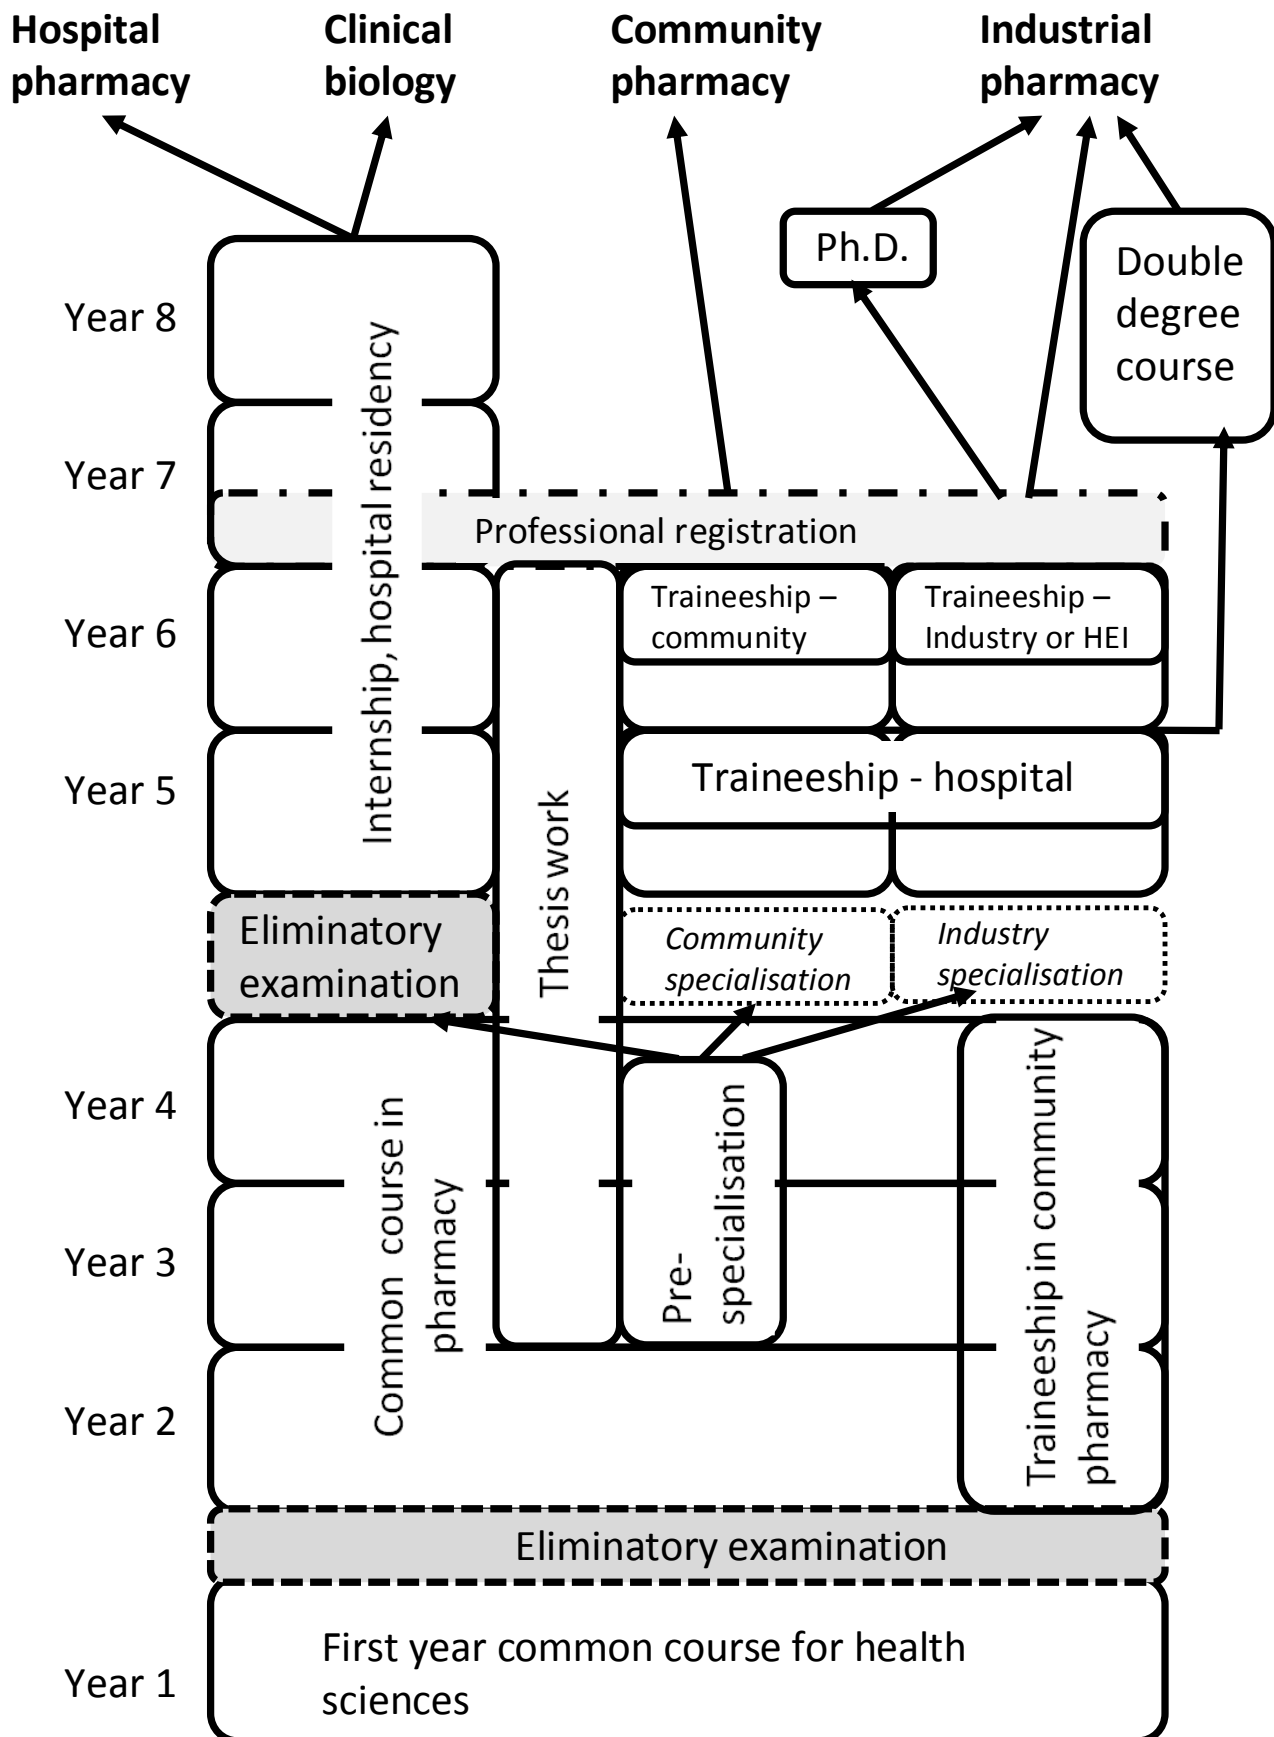 Hospital
pharmacy
Clinical
biology
Community
pharmacy
Industrial
pharmacy
Ph.D.
Double
degree
course
Year 8
Year 7
Internship, hospital residency
Professional registration
Year 6
Traineeship –
community
Traineeship –
Industry or HEI
Year 5
Traineeship - hospital
Thesis work
Eliminatory
examination
Community
specialisation
Industry
specialisation
Year 4
Common course in
pharmacy
Pre-
specialisation
Traineeship in community
pharmacy
Year 3
Year 2
Eliminatory examination
First year common course for health
sciences
Year 1